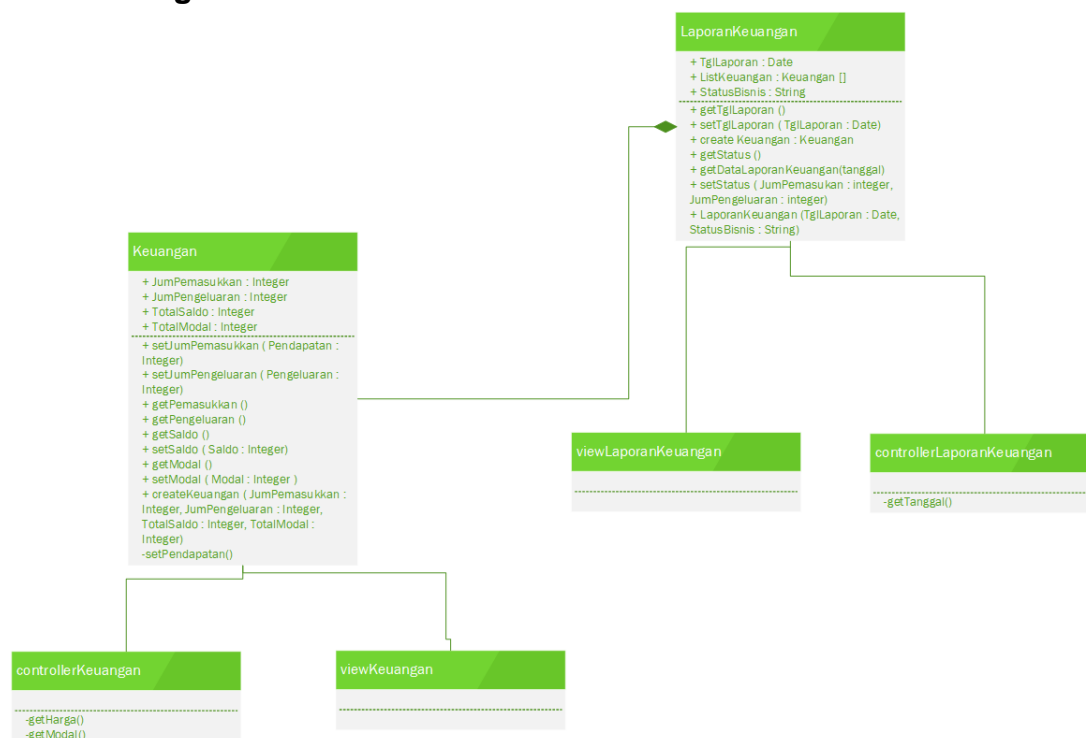 LaporanKeuangan
+ TglLaporan : Date
+ ListKeuangan : Keuangan []
+ StatusBisnis : String
+ getTglLaporan ()
+ setTglLaporan ( TglLaporan : Date)
+ create Keuangan : Keuangan
+ getStatus ()
+ getDataLaporanKeuangan(tanggal)
+ setStatus ( JumPemasukan : integer,
JumPengeluaran : integer)
+ LaporanKeuangan (TglLaporan : Date,
StatusBisnis : String)
Keuangan
+ JumPemasukkan : Integer
+ JumPengeluaran : Integer
+ TotalSaldo : Integer
+ TotalModal : Integer
+ setJumPemasukkan ( Pendapatan :
Integer)
+ setJumPengeluaran ( Pengeluaran :
Integer)
+ getPemasukkan ()
+ getPengeluaran ()
+ getSaldo ()
+ setSaldo ( Saldo : Integer)
+ getModal ()
+ setModal ( Modal : Integer )
+ createKeuangan ( JumPemasukkan :
Integer, JumPengeluaran : Integer,
TotalSaldo : Integer, TotalModal :
Integer)
-setPendapatan()
viewLaporanKeuangan
controllerLaporanKeuangan
-getTanggal()
controllerKeuangan
-getHarga()
-getModal()
viewKeuangan